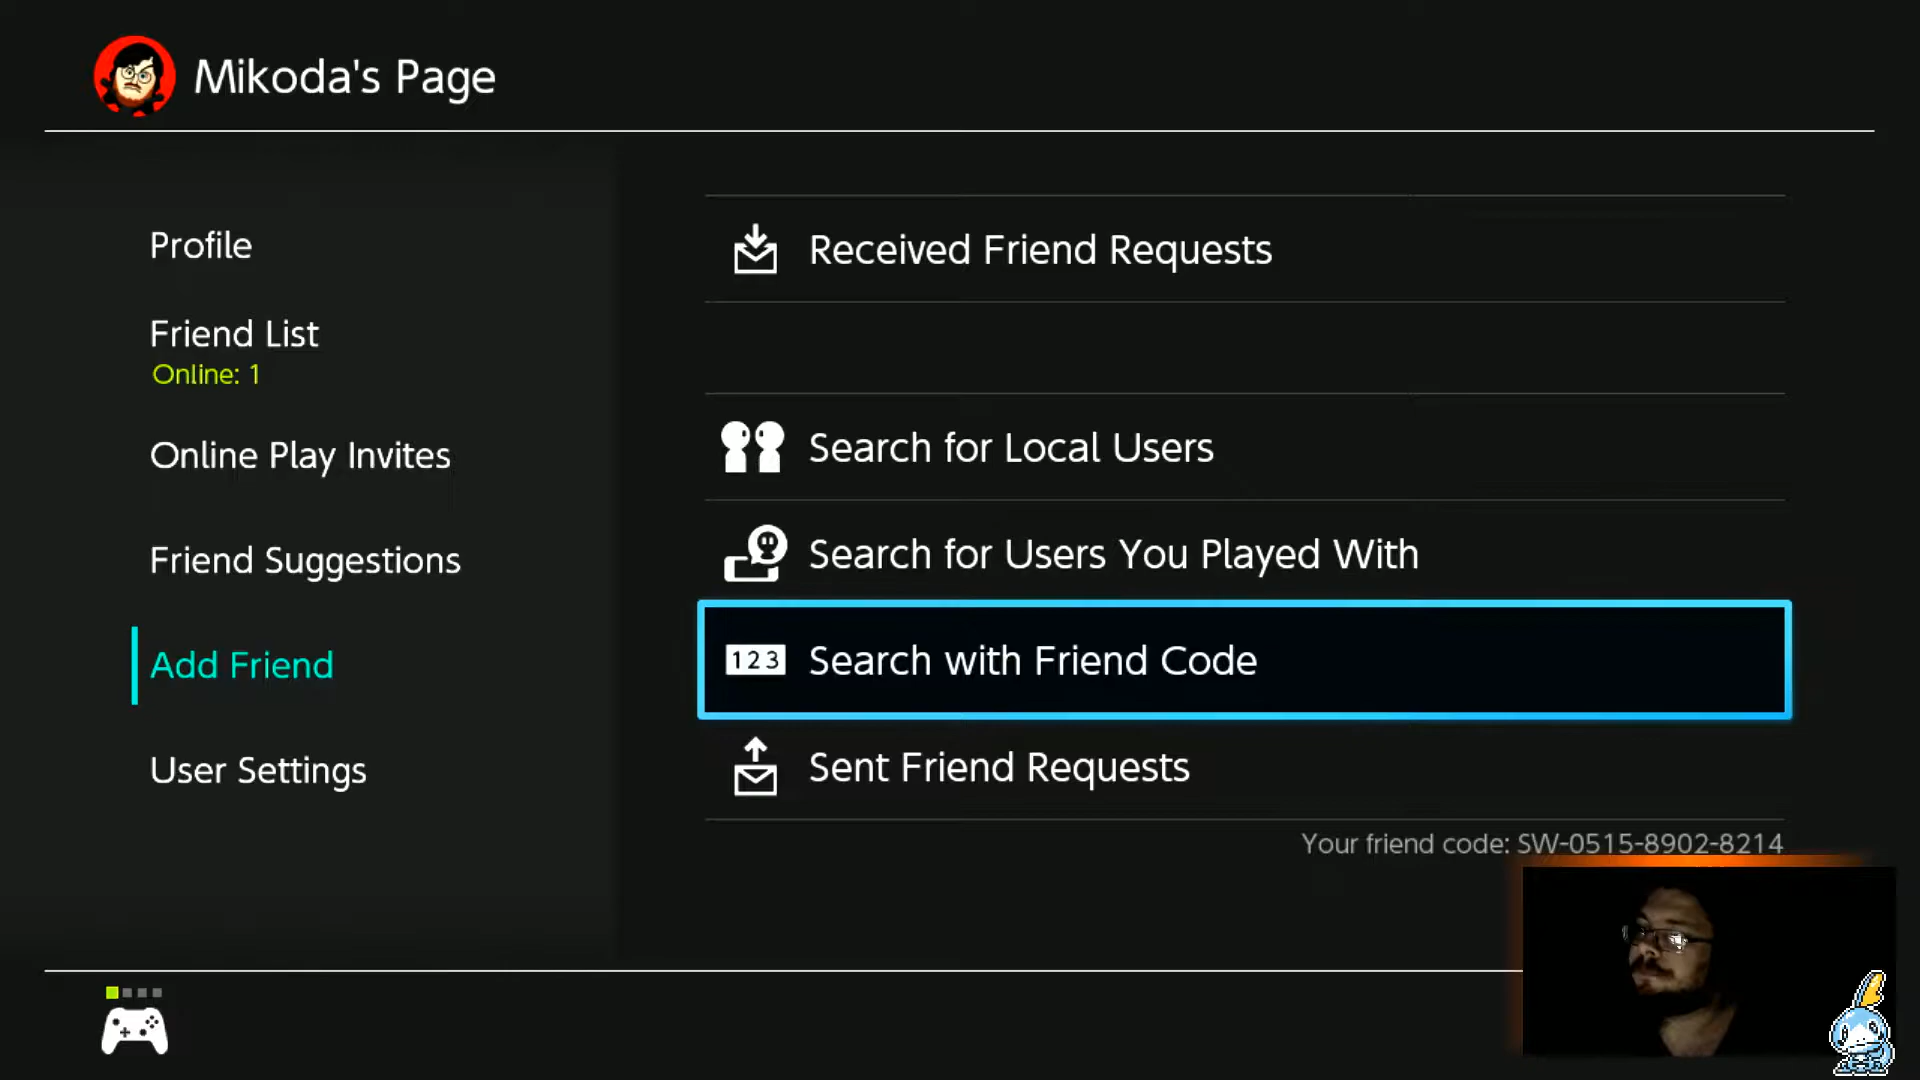 Mikoda's Page
Profile
Friend List
Online: 1
Online Play Invites
Friend Suggestions
Add Friend
User Settings
Received Friend Requests
Search for Local Users
Search for Users You Played With
123 Search with Friend Code
Sent Friend Requests
Your friend code: SW-0515-8902-8214